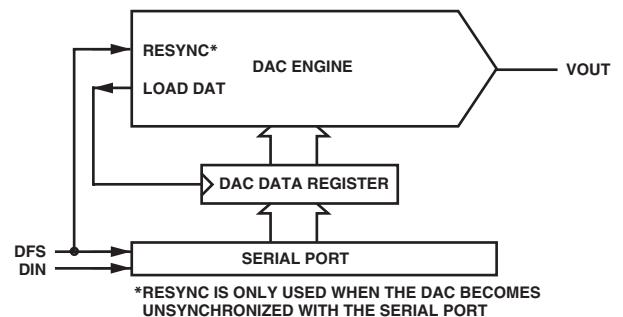 RESYNC*
DAC ENGINE
VOUT
LOAD DAT
DAC DATA REGISTER
DFS
DIN
SERIAL PORT
*RESYNC IS ONLY USED WHEN THE DAC BECOMES
UNSYNCHRONIZED WITH THE SERIAL PORT